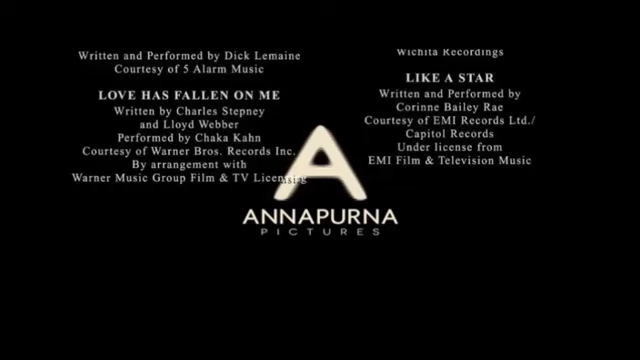 Written and Performed by Dick Lemaine
Courtesy of 5 Alarm Music
LOVE HAS FALLEN ON ME
Written by Charles Stepney
and Lloyd Webber
Performed by Chaka Kahn
Courtesy of Warner Bros. Records Inc.
By arrangement with
Warner Music Group Film & TV Licensing
Wichita Recordings
LIKE A STAR
Written and Performed by
Corinne Bailey Rae
Courtesy of EMI Records Ltd./
Capitol Records
Under license from
EMI Film & Television Music
A
ANNAPURNA
PICTURES